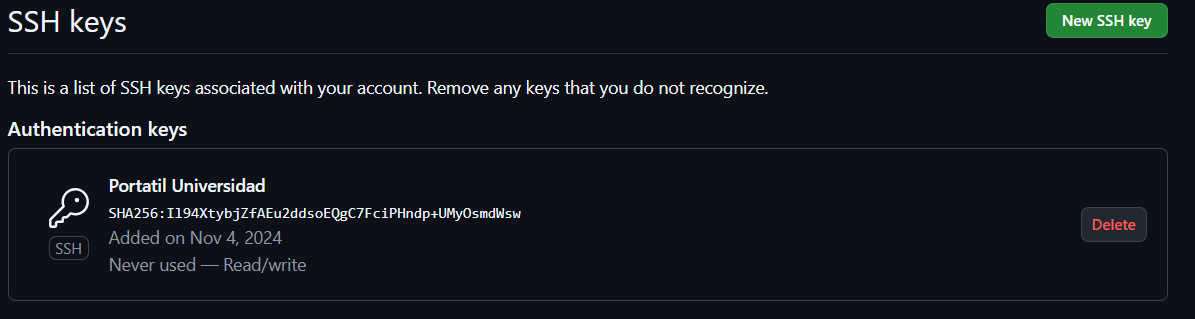 SSH keys
New SSH key
This is a list of SSH keys associated with your account. Remove any keys that you do not recognize.
Authentication keys
Portatil Universidad
SHA256:Il94XtybjZfAEu2ddsoEQgC7FciPHndp+UMyOsmdWsw
Added on Nov 4, 2024
SSH
Never used — Read/write
Delete